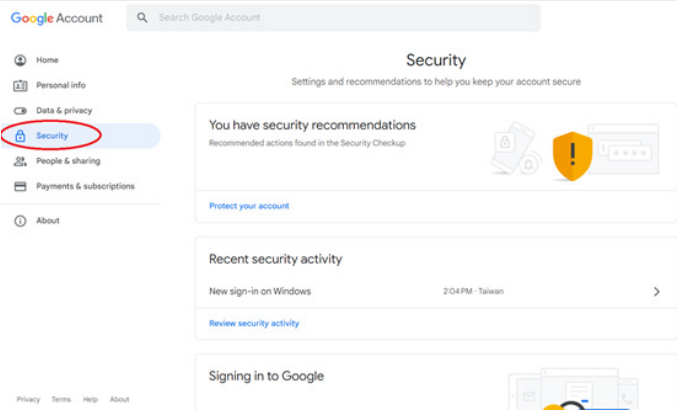 Google Account
Search Google Account
Home
Personal info
Data & privacy
Security
People & sharing
Payments & subscriptions
About
Security
Settings and recommendations to help you keep your account secure
You have security recommendations
Recommended actions found in the Security Checkup
Protect your account
Recent security activity
New sign-in on Windows 2:04 PM · Taiwan
Review security activity
Signing in to Google
Privacy Terms Help About